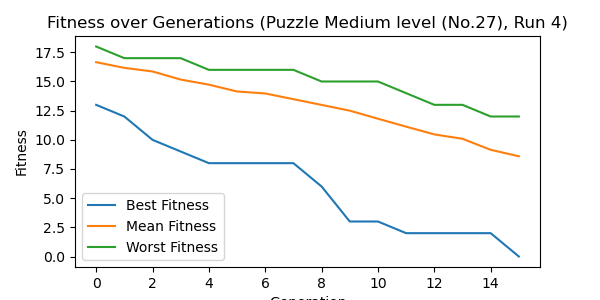 Fitness over Generations (Puzzle Medium level (No.27), Run 4)
Fitness
17.5
15.0
12.5
10.0
7.5
5.0
2.5
0.0
Best Fitness
Mean Fitness
Worst Fitness
0 2 4 6 8 10 12 14
Generation